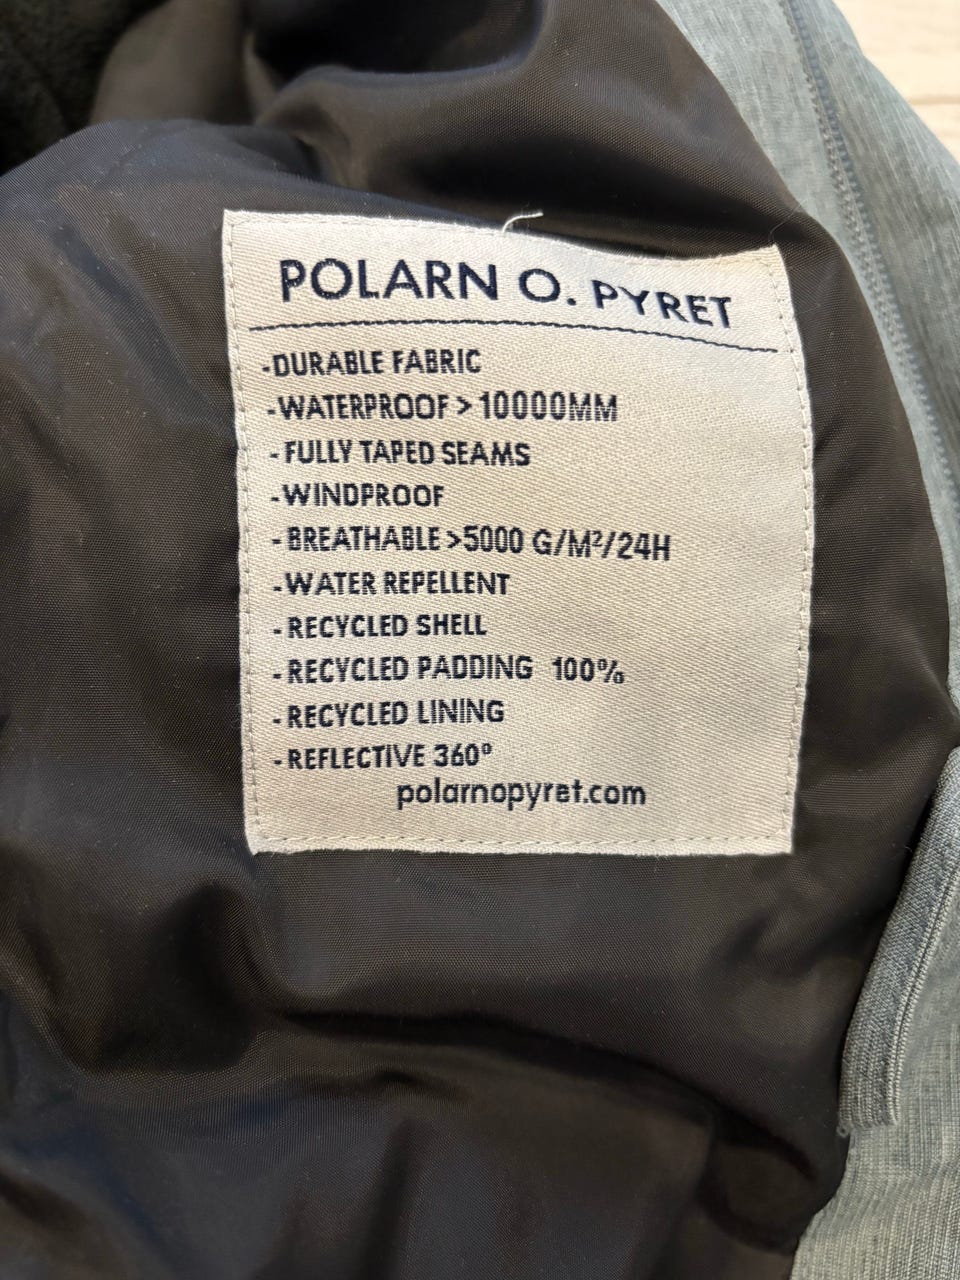 POLARN O. PYRET
-DURABLE FABRIC
-WATERPROOF > 10000MM
- FULLY TAPED SEAMS
-WINDPROOF
- BREATHABLE >5000 G/M²/24H
-WATER REPELLENT
- RECYCLED SHELL
- RECYCLED PADDING 100%
- RECYCLED LINING
- REFLECTIVE 360°
polarnopyret.com